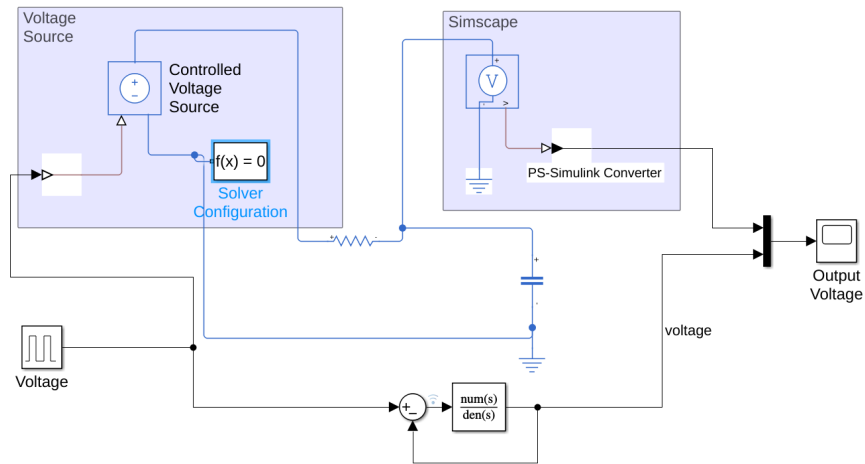 Voltage
Source
Simscape
Controlled
Voltage
Source
+
−
f(x) = 0
Solver
Configuration
+
V
-
>
PS-Simulink Converter
+
-
+
-
Output
Voltage
voltage
Voltage
+
−
num(s)
den(s)